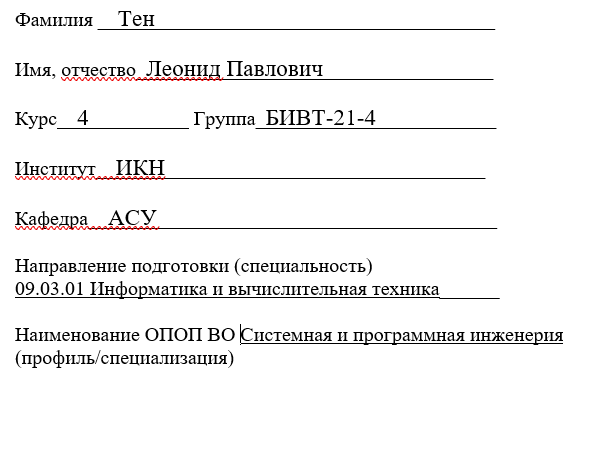 Фамилия Тен
Имя, отчество Леонид Павлович
Курс 4 Группа БИВТ-21-4
Институт ИКН
Кафедра АСУ
Направление подготовки (специальность)
09.03.01 Информатика и вычислительная техника
Наименование ОПОП ВО Системная и программная инженерия
(профиль/специализация)